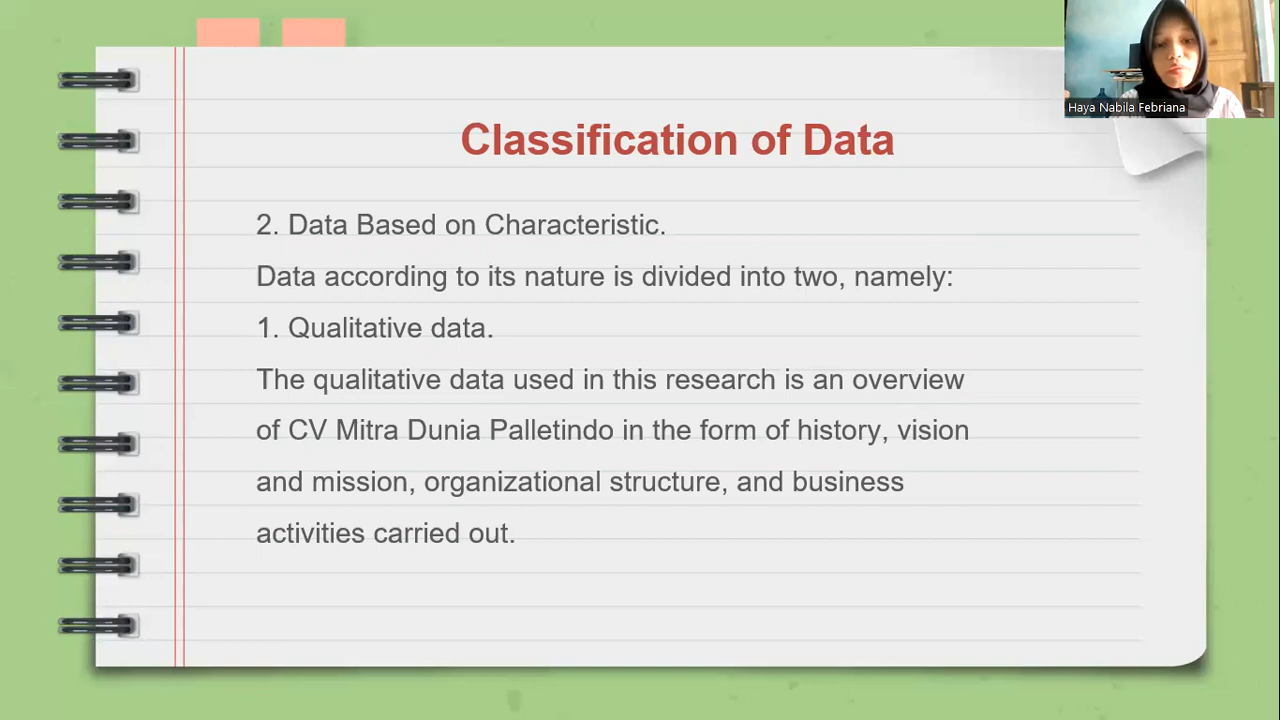 Haya Nabila Febriana
Classification of Data
2. Data Based on Characteristic.
Data according to its nature is divided into two, namely:
1. Qualitative data.
The qualitative data used in this research is an overview
of CV Mitra Dunia Palletindo in the form of history, vision
and mission, organizational structure, and business
activities carried out.